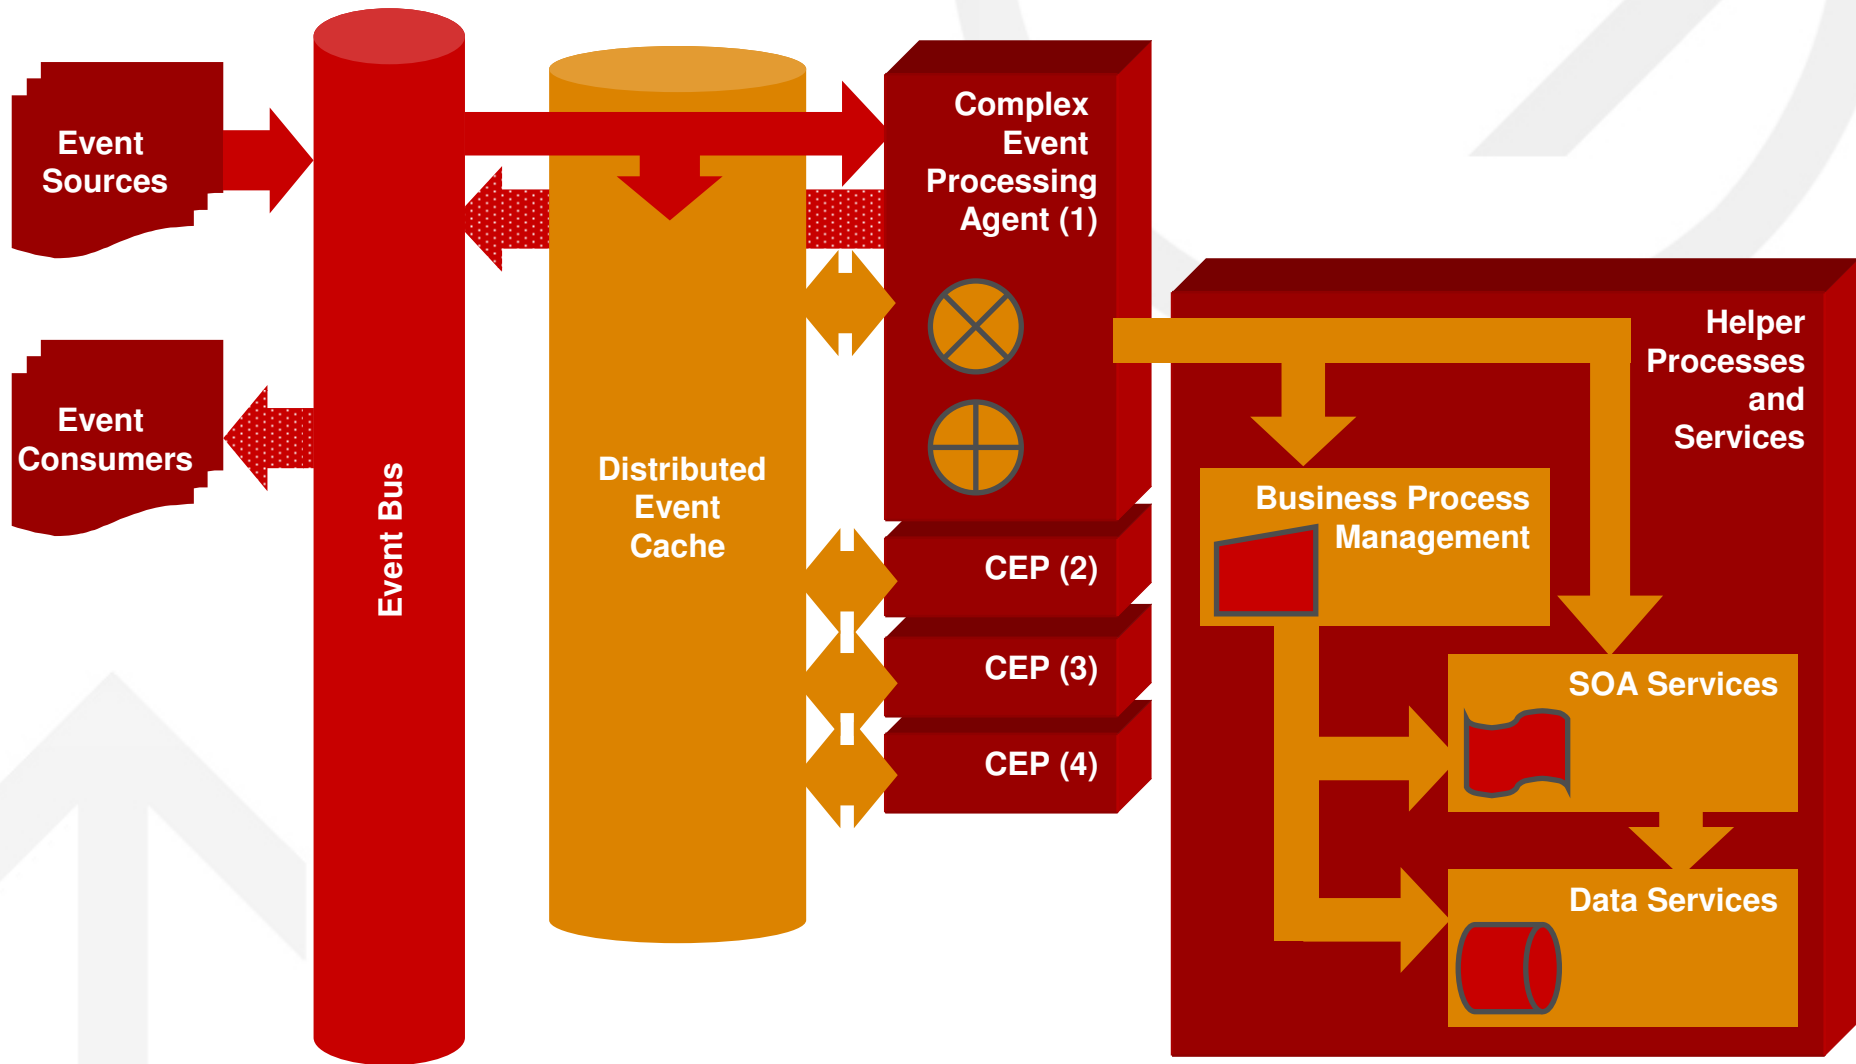 Event
Sources
Event
Consumers
Event Bus
Distributed
Event
Cache
Complex
Event
Processing
Agent (1)
CEP (2)
CEP (3)
CEP (4)
Helper
Processes
and
Services
Business Process
Management
SOA Services
Data Services